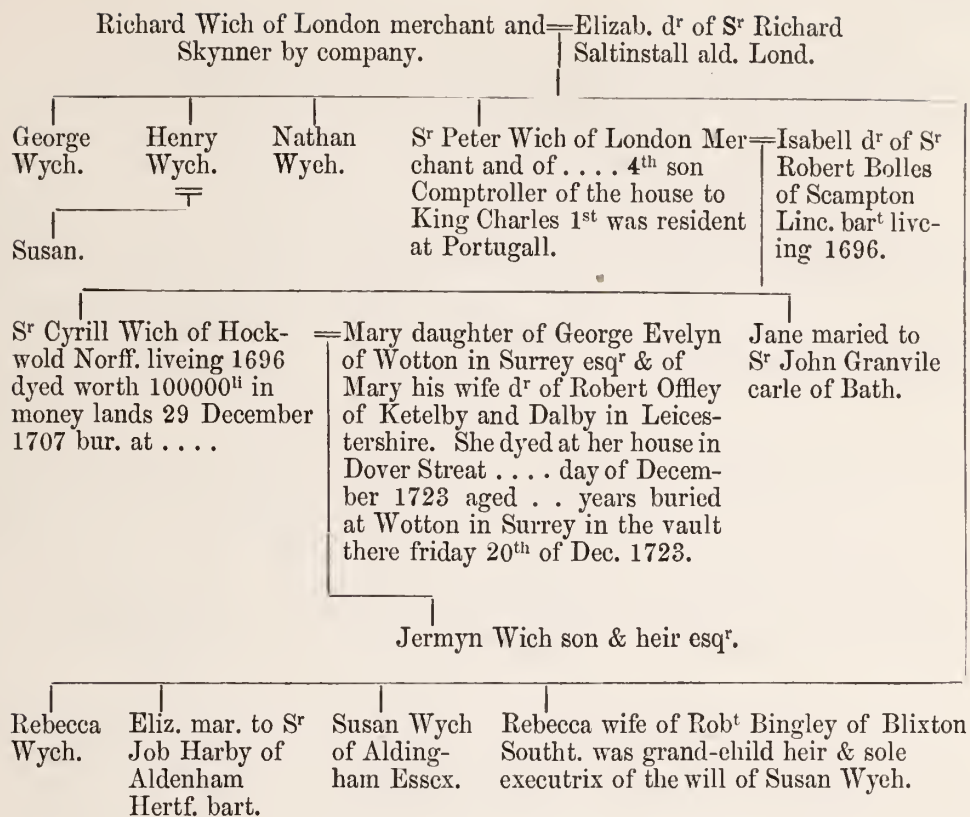 Richard Wich of London merchant and=Elizab. dʳ of Sʳ Richard
Skynner by company.
Saltinstall ald. Lond.
George
Wych.
Henry
Wych.
Nathan
Wych.
Sʳ Peter Wich of London Mer-
chant and of . . . . 4ᵗʰ son
Comptroller of the house to
King Charles 1ˢᵗ was resident
at Portugall.
=Isabell dʳ of Sʳ
Robert Bolles
of Scampton
Linc. barᵗ live-
ing 1696.
Susan.
Sʳ Cyrill Wich of Hock-
wold Norff. liveing 1696
dyed worth 100000ˡⁱ in
money lands 29 December
1707 bur. at . . . .
=Mary daughter of George Evelyn
of Wotton in Surrey esqʳ & of
Mary his wife dʳ of Robert Offley
of Ketelby and Dalby in Leices-
tershire. She dyed at her house in
Dover Streat . . . . day of Decem-
ber 1723 aged . . years buried
at Wotton in Surrey in the vault
there friday 20ᵗʰ of Dec. 1723.
Jane maried to
Sʳ John Granvile
earle of Bath.
Jermyn Wich son & heir esqʳ.
Rebecca
Wych.
Eliz. mar. to Sʳ
Job Harby of
Aldenham
Hertf. bart.
Susan Wych
of Alding-
ham Essex.
Rebecca wife of Robᵗ Bingley of Blixton
Southt. was grand-child heir & sole
executrix of the will of Susan Wych.